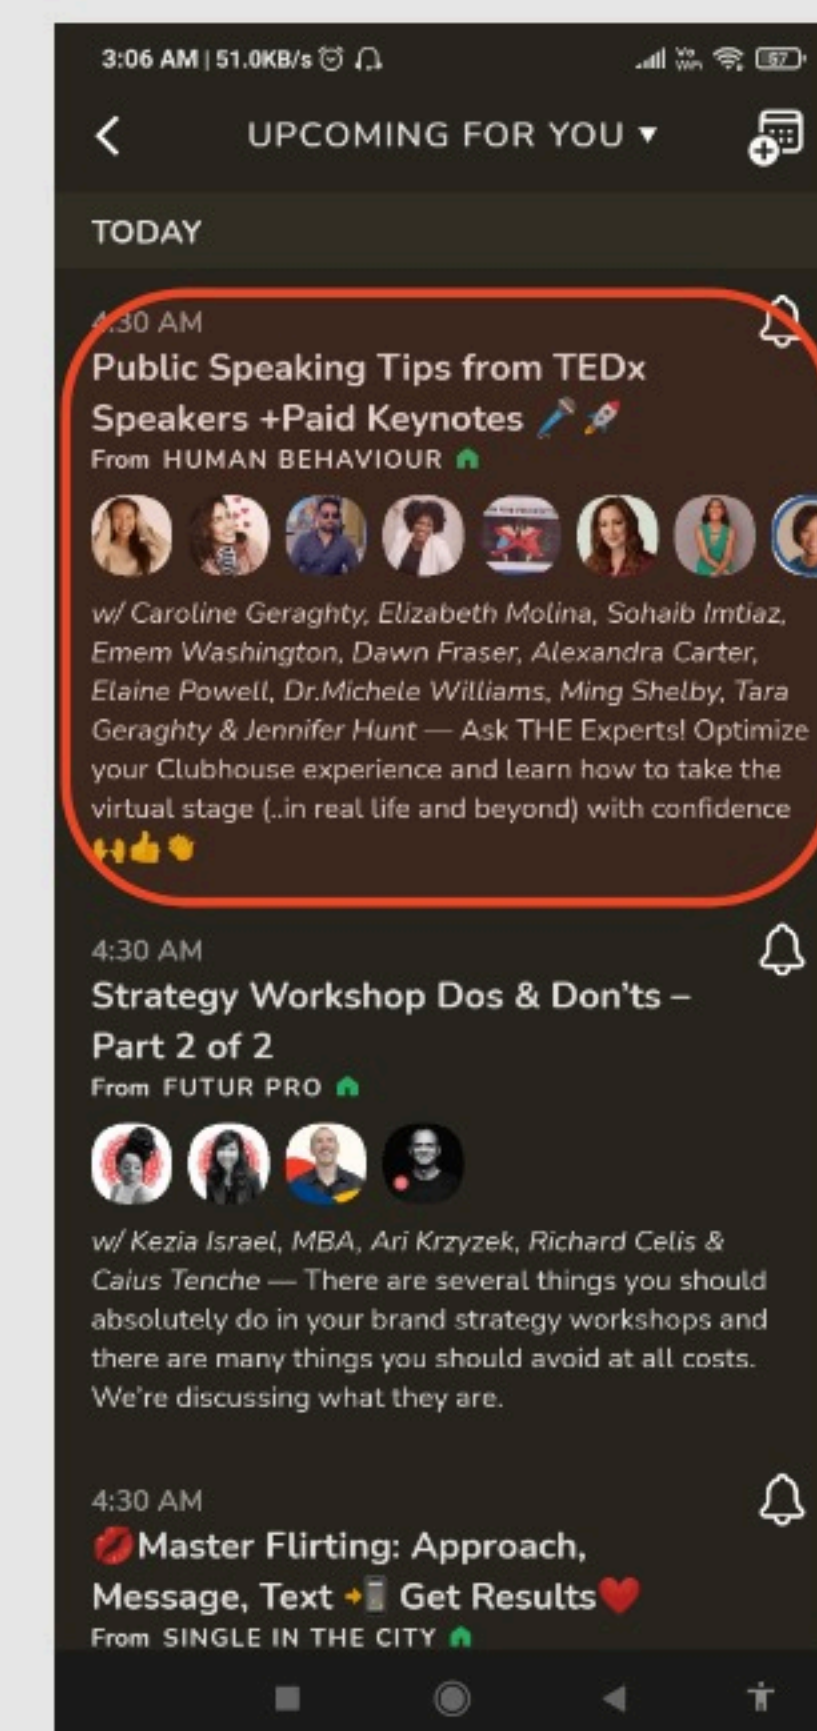 3:06 AM | 51.0KB/s
Vo
Wifi
57
UPCOMING FOR YOU ▼
TODAY
4:30 AM
Public Speaking Tips from TEDx
Speakers +Paid Keynotes 🎤🚀
From HUMAN BEHAVIOUR
w/ Caroline Geraghty, Elizabeth Molina, Sohaib Imtiaz,
Emem Washington, Dawn Fraser, Alexandra Carter,
Elaine Powell, Dr.Michele Williams, Ming Shelby, Tara
Geraghty & Jennifer Hunt — Ask THE Experts! Optimize
your Clubhouse experience and learn how to take the
virtual stage (..in real life and beyond) with confidence
🙌👍👏
4:30 AM
Strategy Workshop Dos & Don'ts –
Part 2 of 2
From FUTUR PRO
w/ Kezia Israel, MBA, Ari Krzyzek, Richard Celis &
Caius Tenche — There are several things you should
absolutely do in your brand strategy workshops and
there are many things you should avoid at all costs.
We're discussing what they are.
4:30 AM
💋Master Flirting: Approach,
Message, Text 📲 Get Results❤️
From SINGLE IN THE CITY